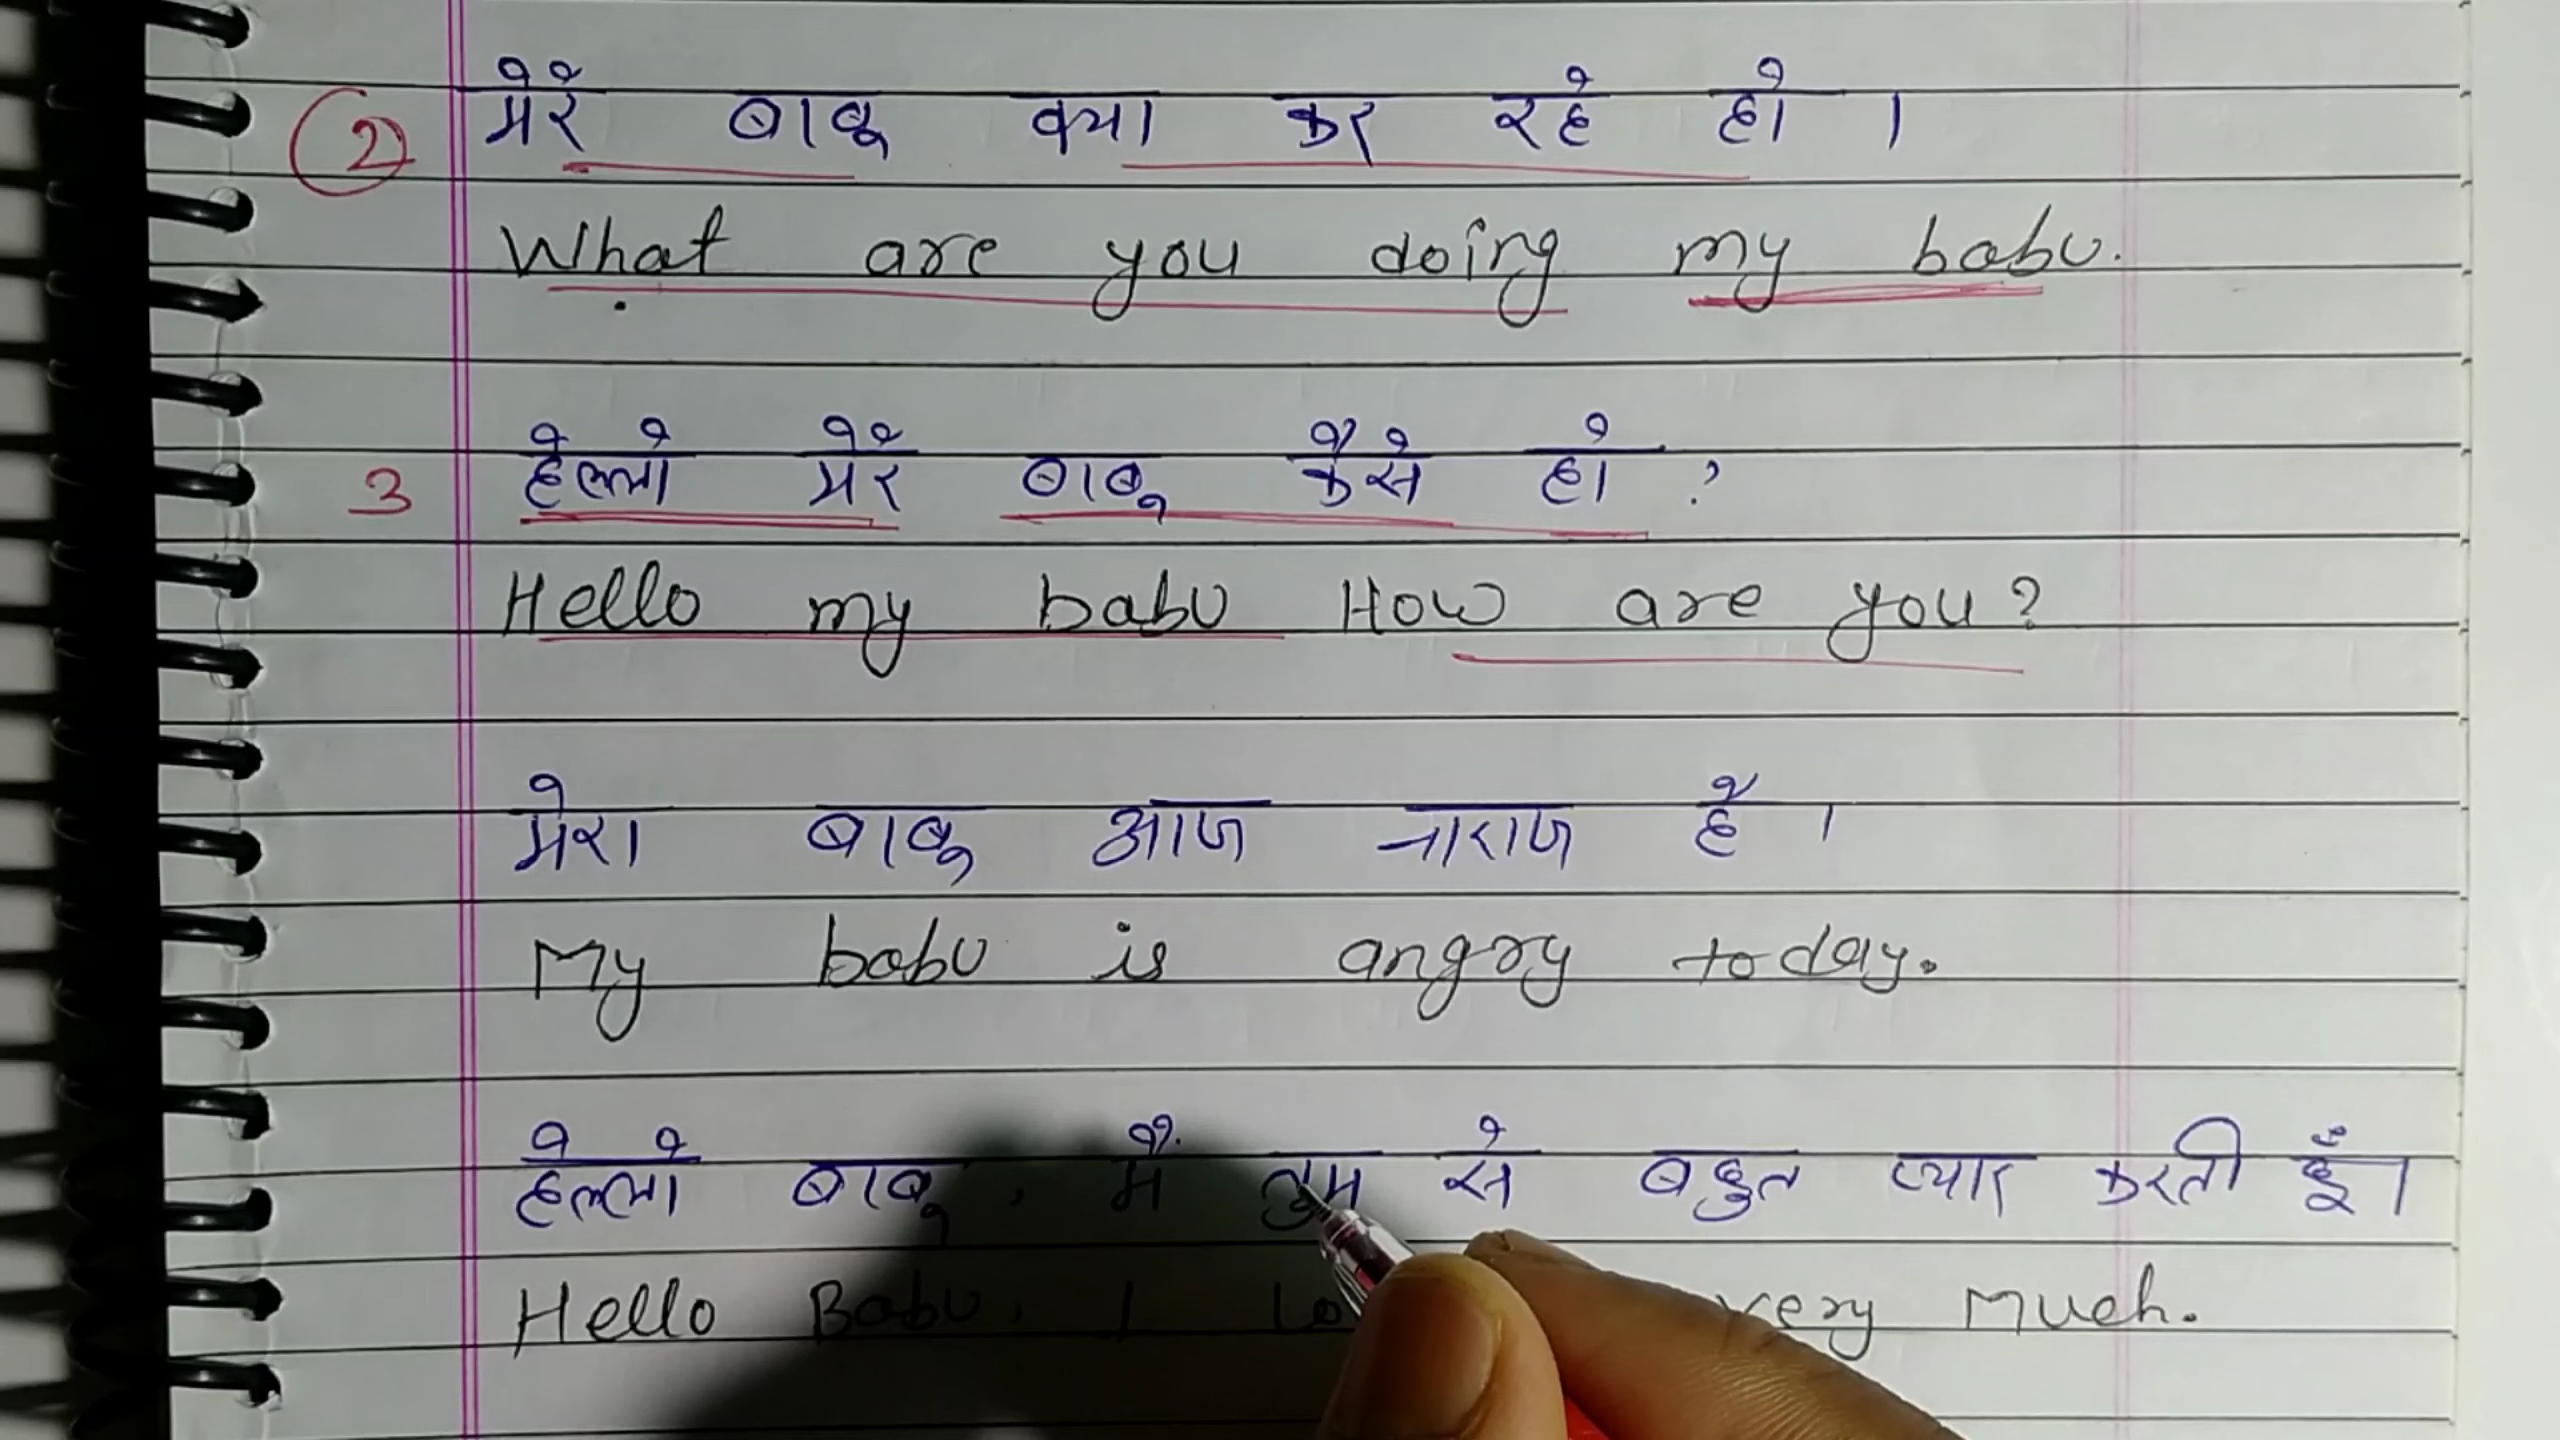 ② मेरे बाबू क्या कर रहे हो ।
What are you doing my babu.
3 हेल्लो मेरे बाबू कैसे हो ?
Hello my babu How are you?
मेरा बाबू आज नाराज है ।
My babu is angry today.
हेल्लो बाबू , मैं तुम से बहुत प्यार करती हूँ ।
Hello Babu, I very Much.